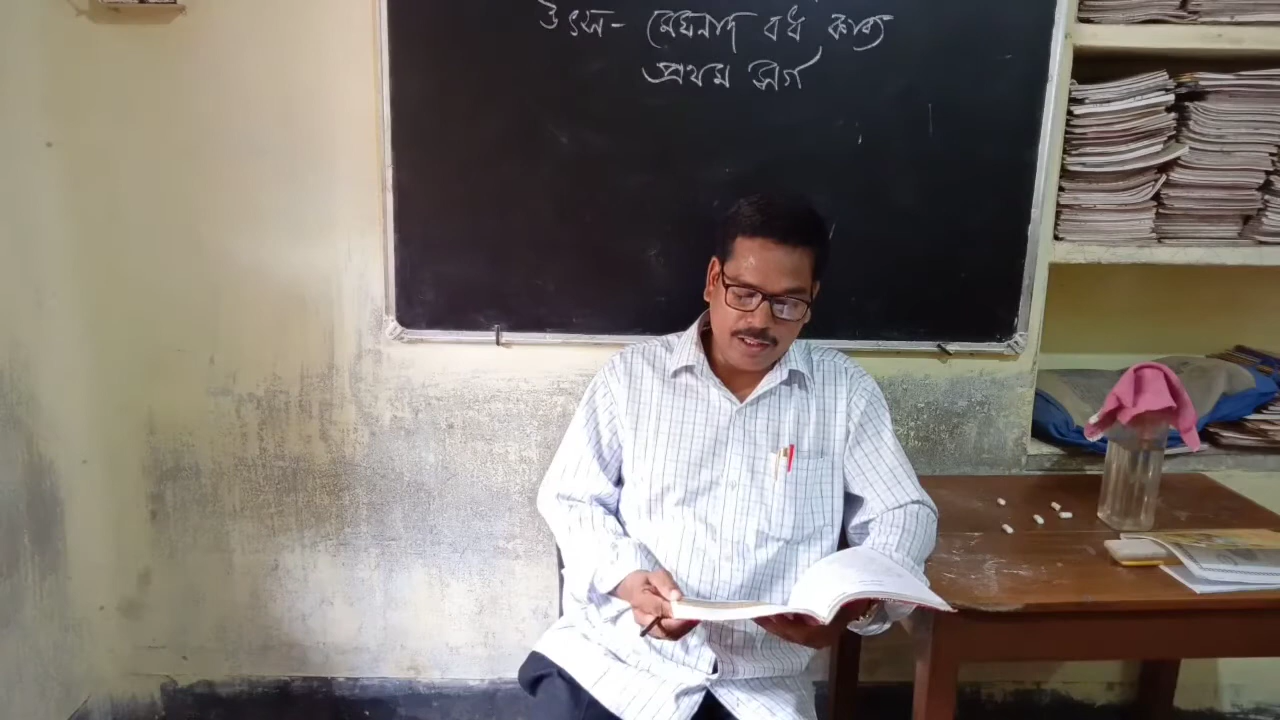 উৎস- মেঘনাদ বধ কাব্য
প্রথম সর্গ